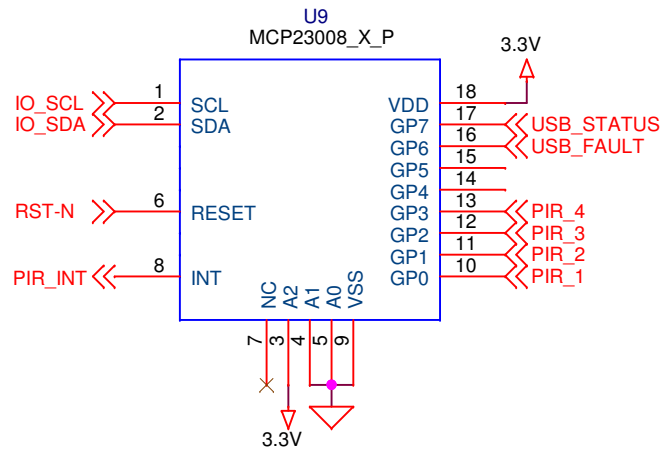 U9
MCP23008_X_P
3.3V
IO_SCL 1 SCL VDD 18
IO_SDA 2 SDA GP7 17 USB_STATUS
GP6 16 USB_FAULT
GP5 15
GP4 14
RST-N 6 RESET GP3 13 PIR_4
GP2 12 PIR_3
GP1 11 PIR_2
PIR_INT 8 INT GP0 10 PIR_1
NC A2 A1 A0 VSS
7 3 4 5 9
3.3V